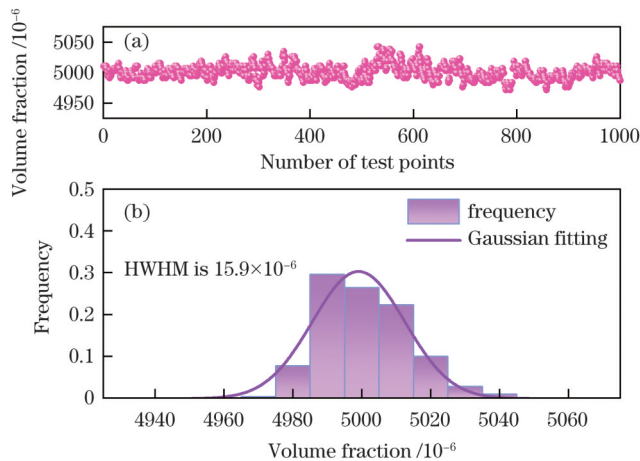 Volume fraction /10⁻⁶
5050
5000
4950
(a)
0 200 400 600 800 1000
Number of test points
Frequency
0.5
0.4
0.3
0.2
0.1
0
(b)
frequency
Gaussian fitting
HWHM is 15.9×10⁻⁶
4940 4960 4980 5000 5020 5040 5060
Volume fraction /10⁻⁶